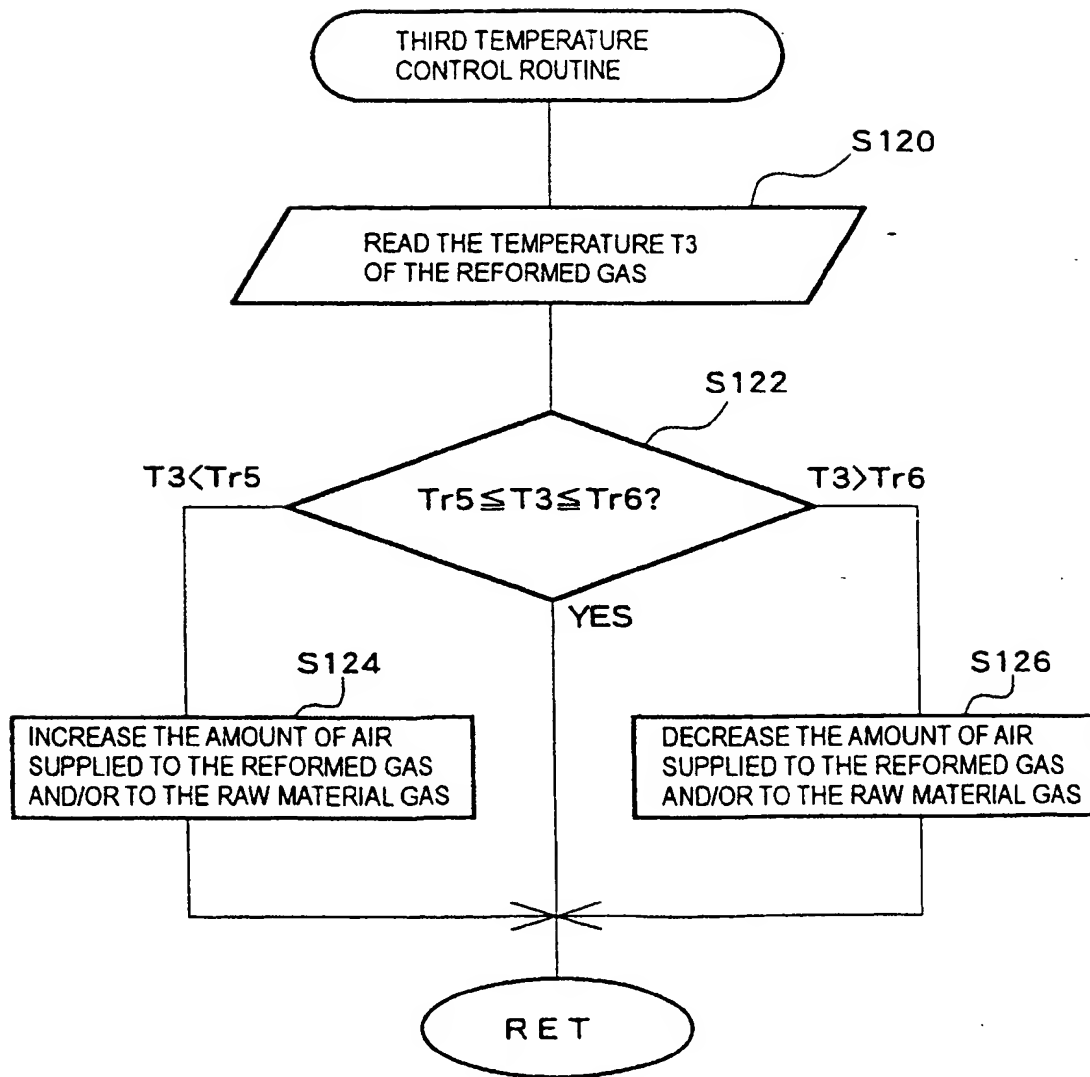 THIRD TEMPERATURE
CONTROL ROUTINE
S120
READ THE TEMPERATURE T3
OF THE REFORMED GAS
S122
T3<Tr5
Tr5≦T3≦Tr6?
T3>Tr6
YES
S124
S126
INCREASE THE AMOUNT OF AIR
SUPPLIED TO THE REFORMED GAS
AND/OR TO THE RAW MATERIAL GAS
DECREASE THE AMOUNT OF AIR
SUPPLIED TO THE REFORMED GAS
AND/OR TO THE RAW MATERIAL GAS
RET